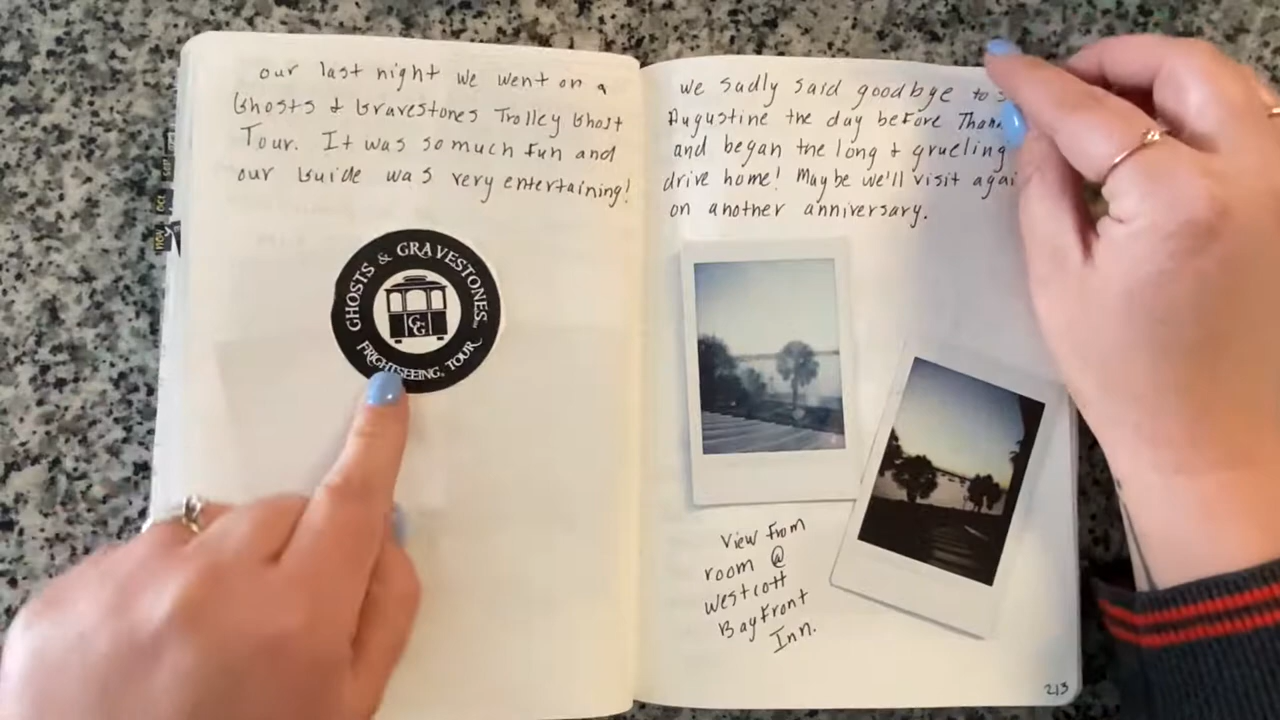 our last night we went on a
Ghosts & Gravestones Trolley Ghost
Tour. It was so much fun and
our Guide was very entertaining!
GHOSTS & GRAVESTONES
GG
FRIGHTSEEING TOUR
we sadly said goodbye to
Augustine the day before
and began the long & grueling
drive home! Maybe we'll visit
on another anniversary.
View From
room @
Westcott
BayFront
Inn.
213
Oct
nov